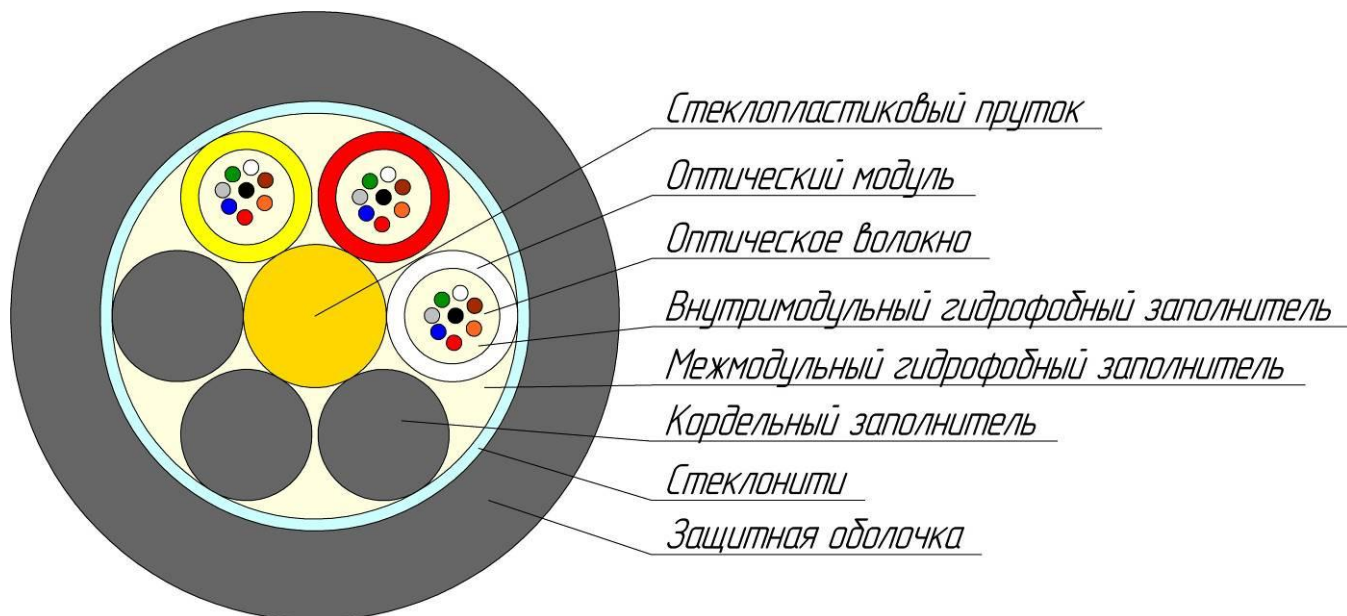 Стеклопластиковый пруток
Оптический модуль
Оптическое волокно
Внутримодульный гидрофобный заполнитель
Межмодульный гидрофобный заполнитель
Кордельный заполнитель
Стеклонити
Защитная оболочка